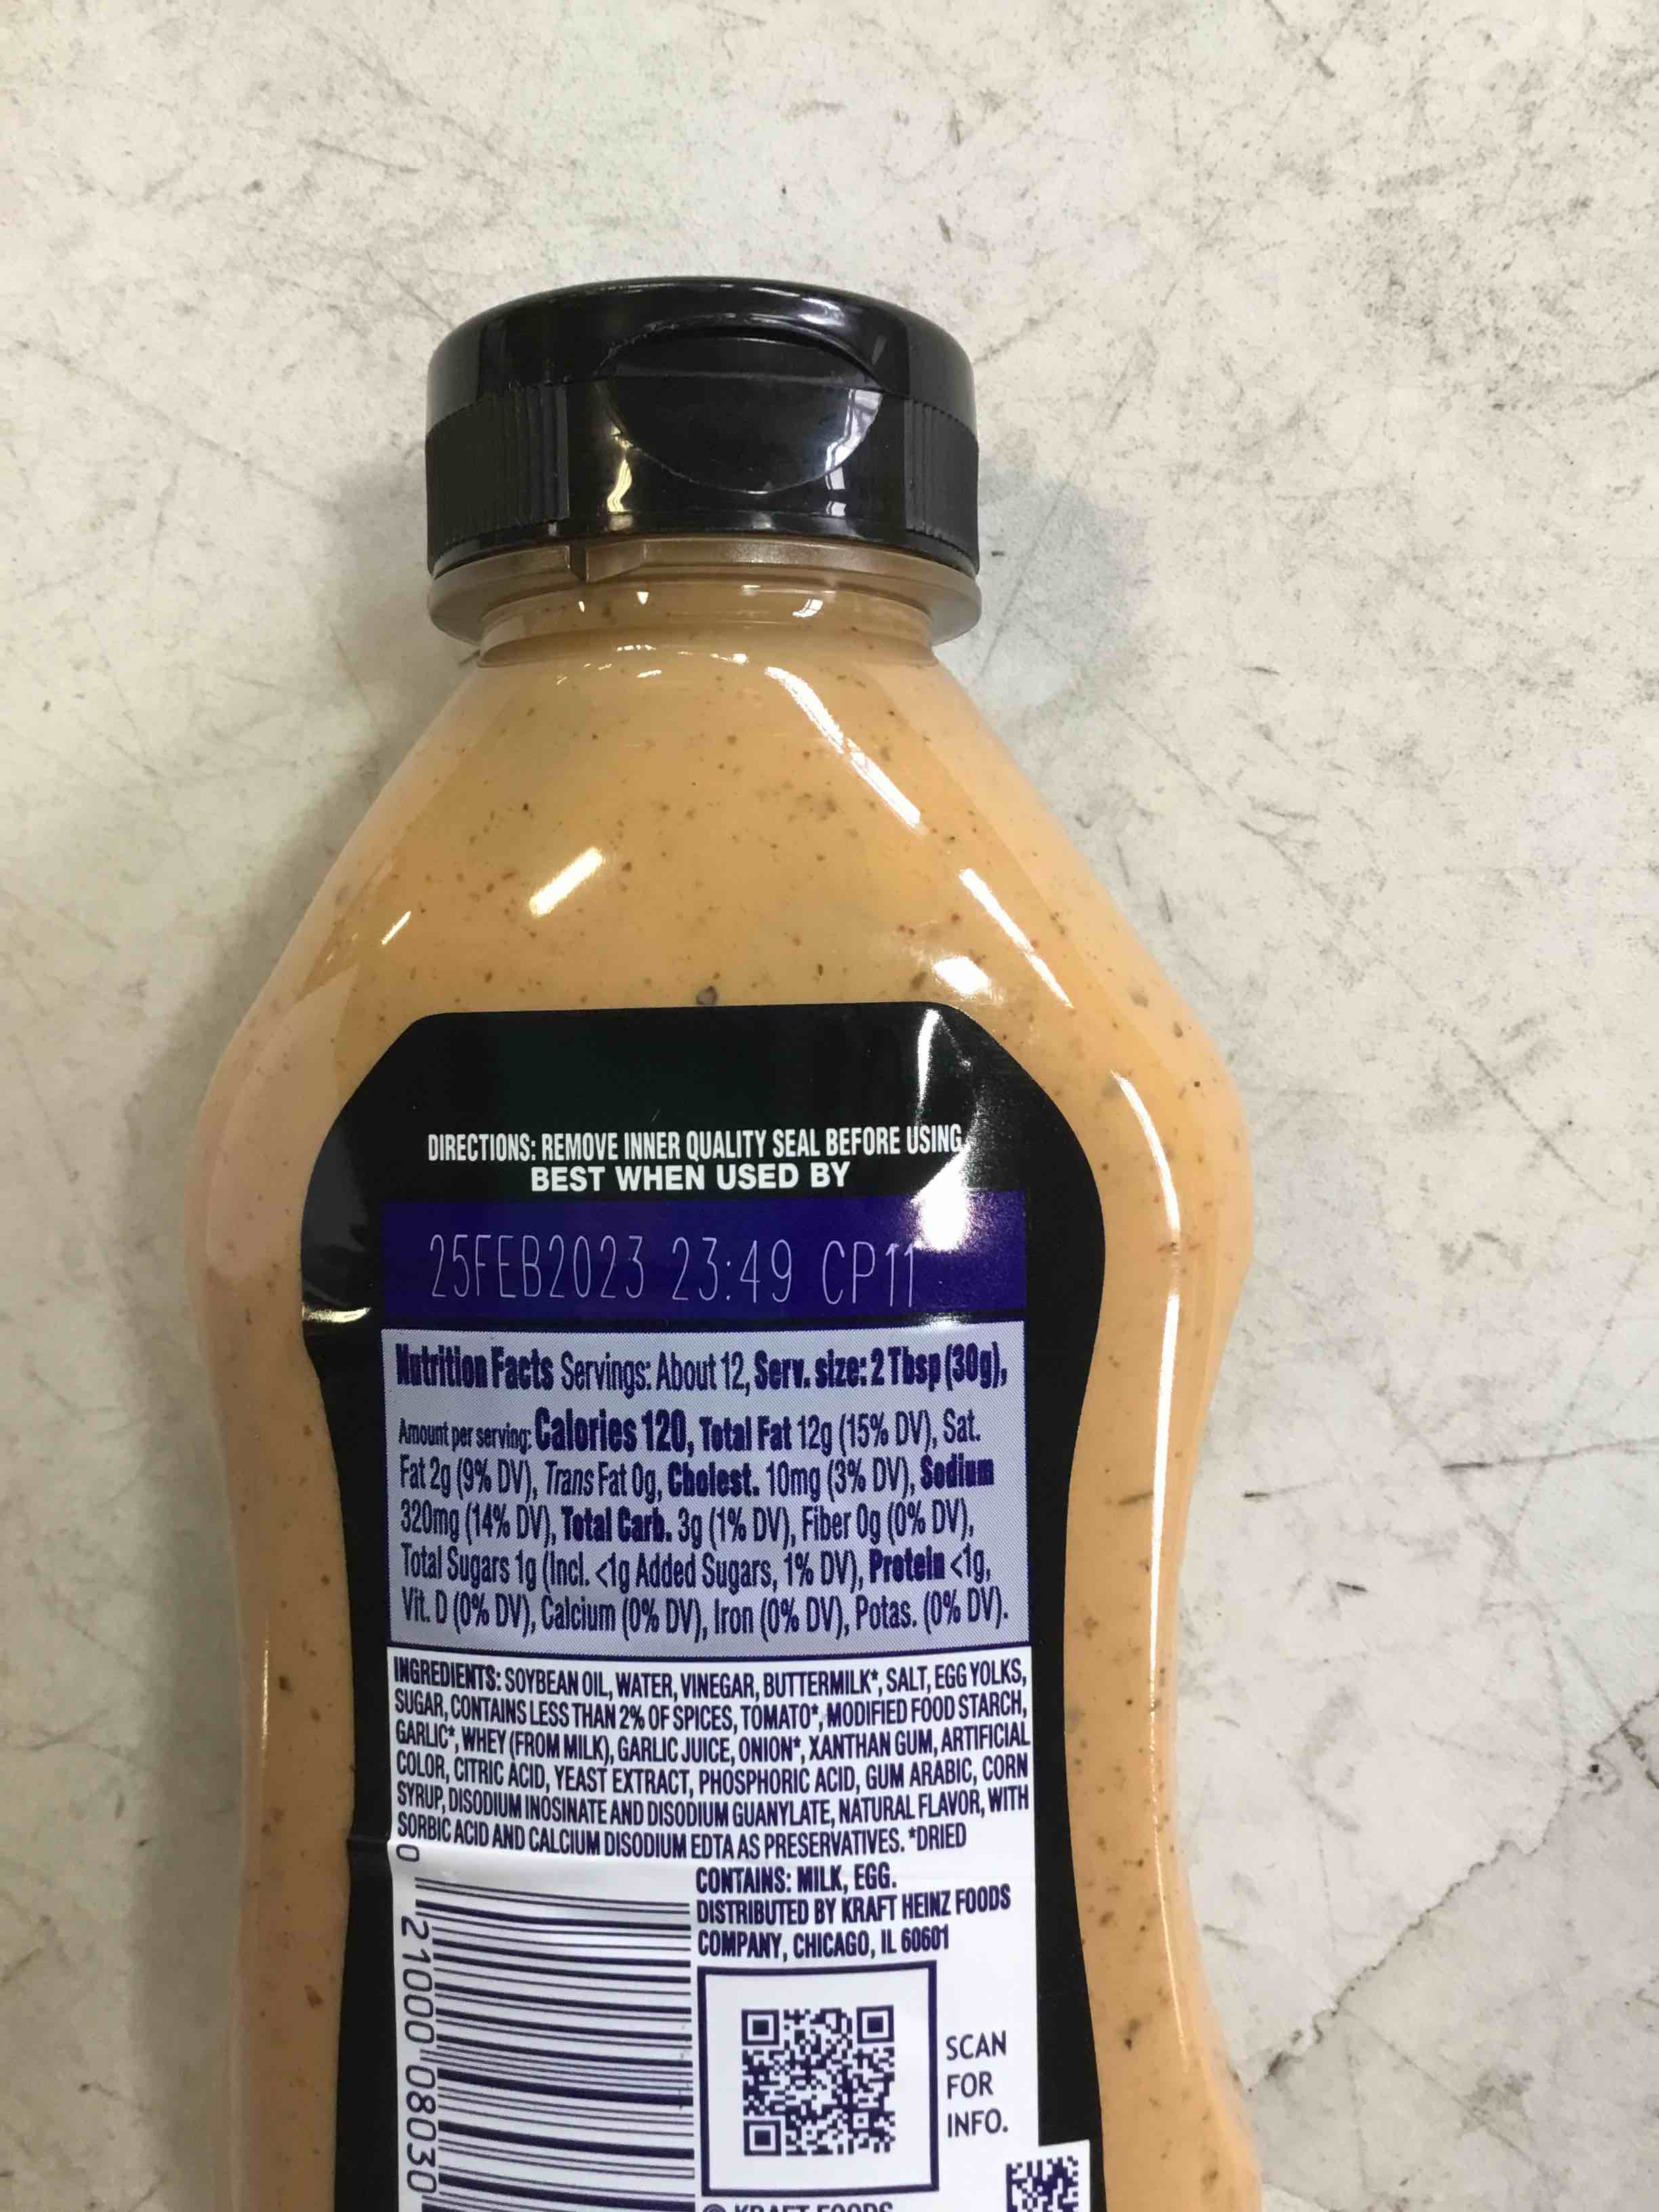 DIRECTIONS: REMOVE INNER QUALITY SEAL BEFORE USING.
BEST WHEN USED BY
25FEB2023 23:49 CP11
Nutrition Facts Servings: About 12, Serv. size: 2 Tbsp (30g),
Amount per serving: Calories 120, Total Fat 12g (15% DV), Sat.
Fat 2g (9% DV), Trans Fat 0g, Cholest. 10mg (3% DV), Sodium
320mg (14% DV), Total Carb. 3g (1% DV), Fiber 0g (0% DV),
Total Sugars 1g (Incl. <1g Added Sugars, 1% DV), Protein <1g,
Vit. D (0% DV), Calcium (0% DV), Iron (0% DV), Potas. (0% DV).
INGREDIENTS: SOYBEAN OIL, WATER, VINEGAR, BUTTERMILK*, SALT, EGG YOLKS,
SUGAR, CONTAINS LESS THAN 2% OF SPICES, TOMATO*, MODIFIED FOOD STARCH,
GARLIC*, WHEY (FROM MILK), GARLIC JUICE, ONION*, XANTHAN GUM, ARTIFICIAL
COLOR, CITRIC ACID, YEAST EXTRACT, PHOSPHORIC ACID, GUM ARABIC, CORN
SYRUP, DISODIUM INOSINATE AND DISODIUM GUANYLATE, NATURAL FLAVOR, WITH
SORBIC ACID AND CALCIUM DISODIUM EDTA AS PRESERVATIVES. *DRIED
CONTAINS: MILK, EGG.
DISTRIBUTED BY KRAFT HEINZ FOODS
COMPANY, CHICAGO, IL 60601
0 21000 08030
SCAN
FOR
INFO.
© KRAFT FOODS